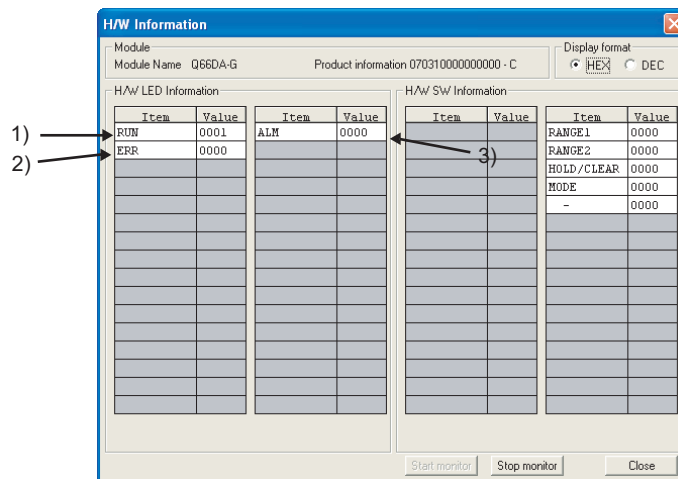 H/W Information
Module
Module Name Q66DA-G Product information 070310000000000 - C
Display format
HEX DEC
H/W LED Information
H/W SW Information
Item Value Item Value Item Value Item Value
1) RUN 0001 ALM 0000 RANGE1 0000
2) ERR 0000 3) RANGE2 0000
HOLD/CLEAR 0000
MODE 0000
- 0000
Start monitor Stop monitor Close